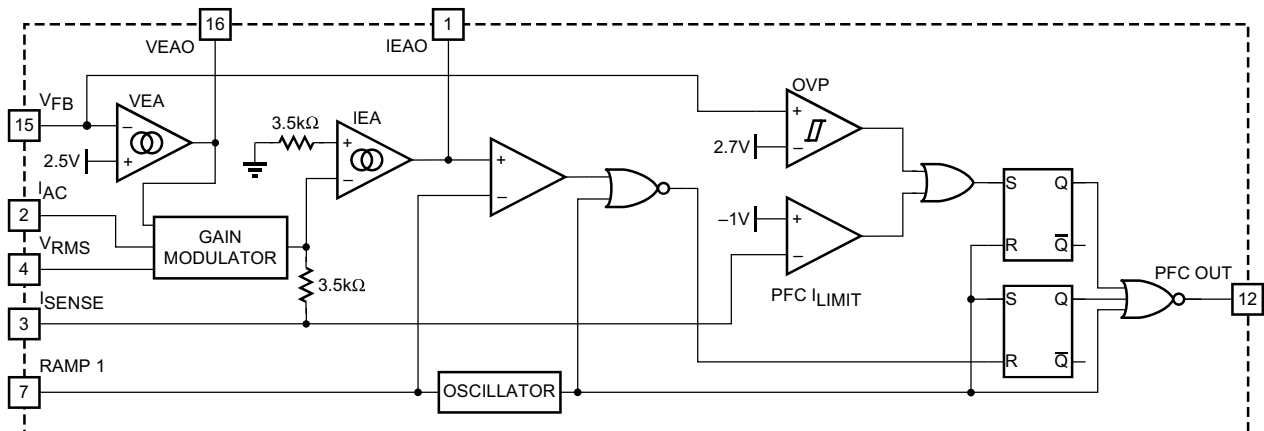 16
VEAO
1
IEAO
VFB
15
VEA
−
+
2.5V
3.5kΩ
IEA
+
−
+
−
OVP
+
−
2.7V
–1V
+
−
PFC ILIMIT
IAC
2
VRMS
4
GAIN
MODULATOR
3.5kΩ
ISENSE
3
RAMP 1
7
OSCILLATOR
S
Q
R
Q̅
S
Q
R
Q̅
PFC OUT
12